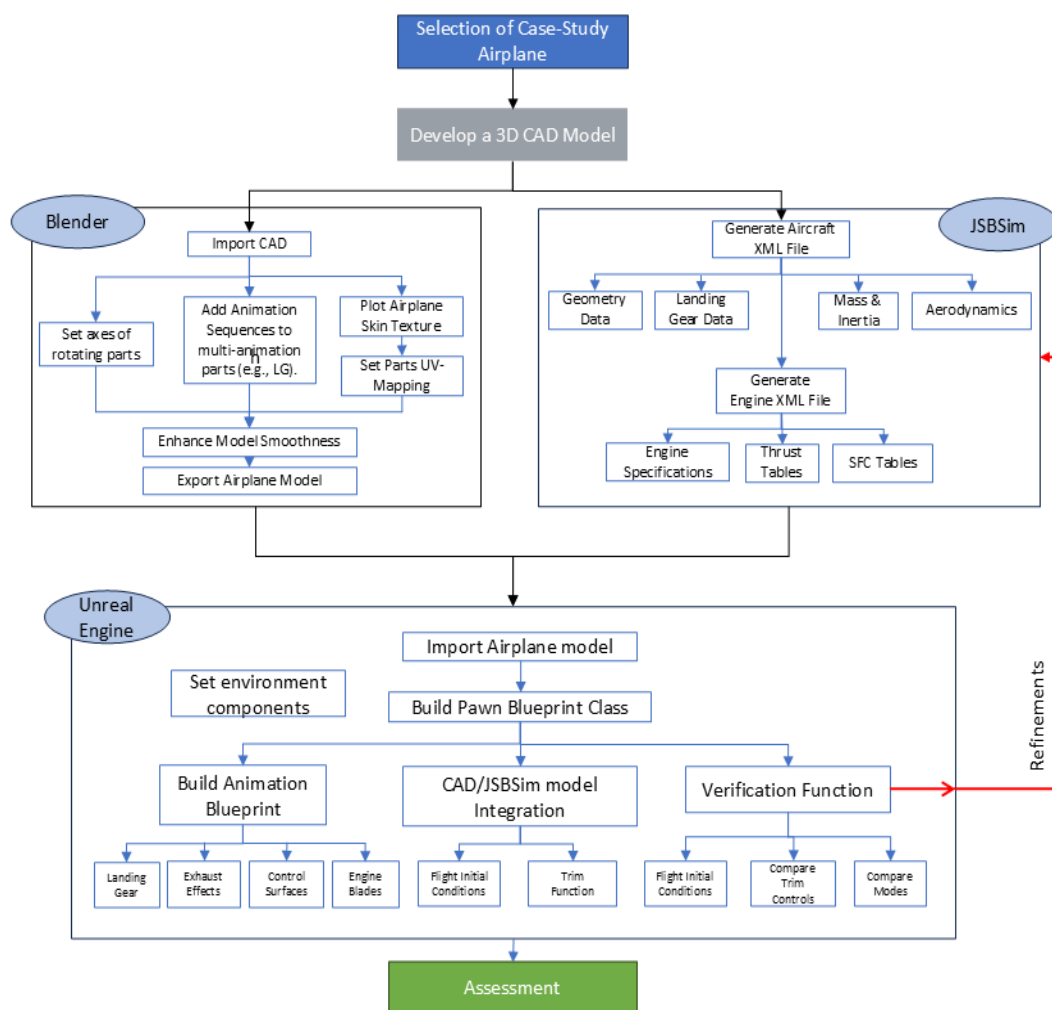 Selection of Case-Study
Airplane
Develop a 3D CAD Model
Blender
Import CAD
Set axes of
rotating parts
Add Animation
Sequences to
multi-animation
parts (e.g., LG).
h
Plot Airplane
Skin Texture
Set Parts UV-
Mapping
Enhance Model Smoothness
Export Airplane Model
JSBSim
Generate Aircraft
XML File
Geometry
Data
Landing
Gear Data
Mass &
Inertia
Aerodynamics
Generate
Engine XML File
Engine
Specifications
Thrust
Tables
SFC Tables
Unreal
Engine
Import Airplane model
Set environment
components
Build Pawn Blueprint Class
Build Animation
Blueprint
CAD/JSBSim model
Integration
Verification Function
Refinements
Landing
Gear
Exhaust
Effects
Control
Surfaces
Engine
Blades
Flight Initial
Conditions
Trim
Function
Flight Initial
Conditions
Compare
Trim
Controls
Compare
Modes
Assessment